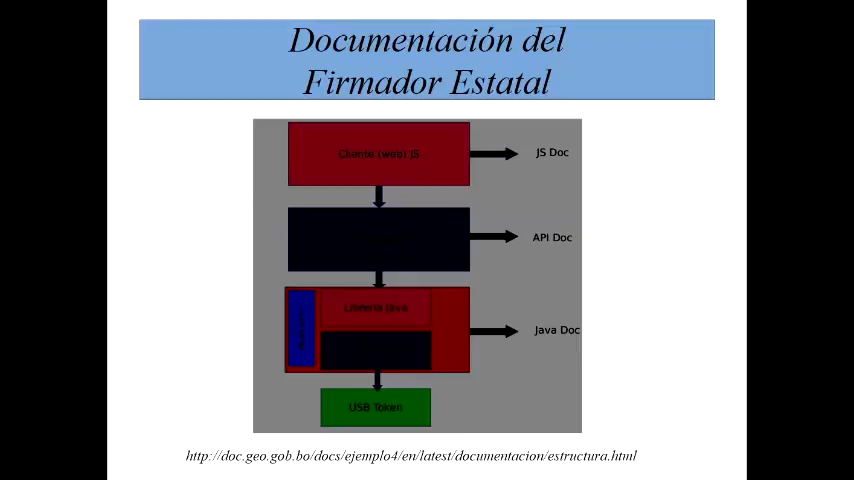 Documentación del
Firmador Estatal
Cliente (web) JS
JS Doc
API Doc
Librería Java
Java Doc
USB Token
http://doc.geo.gob.bo/docs/ejemplo4/en/latest/documentacion/estructura.html